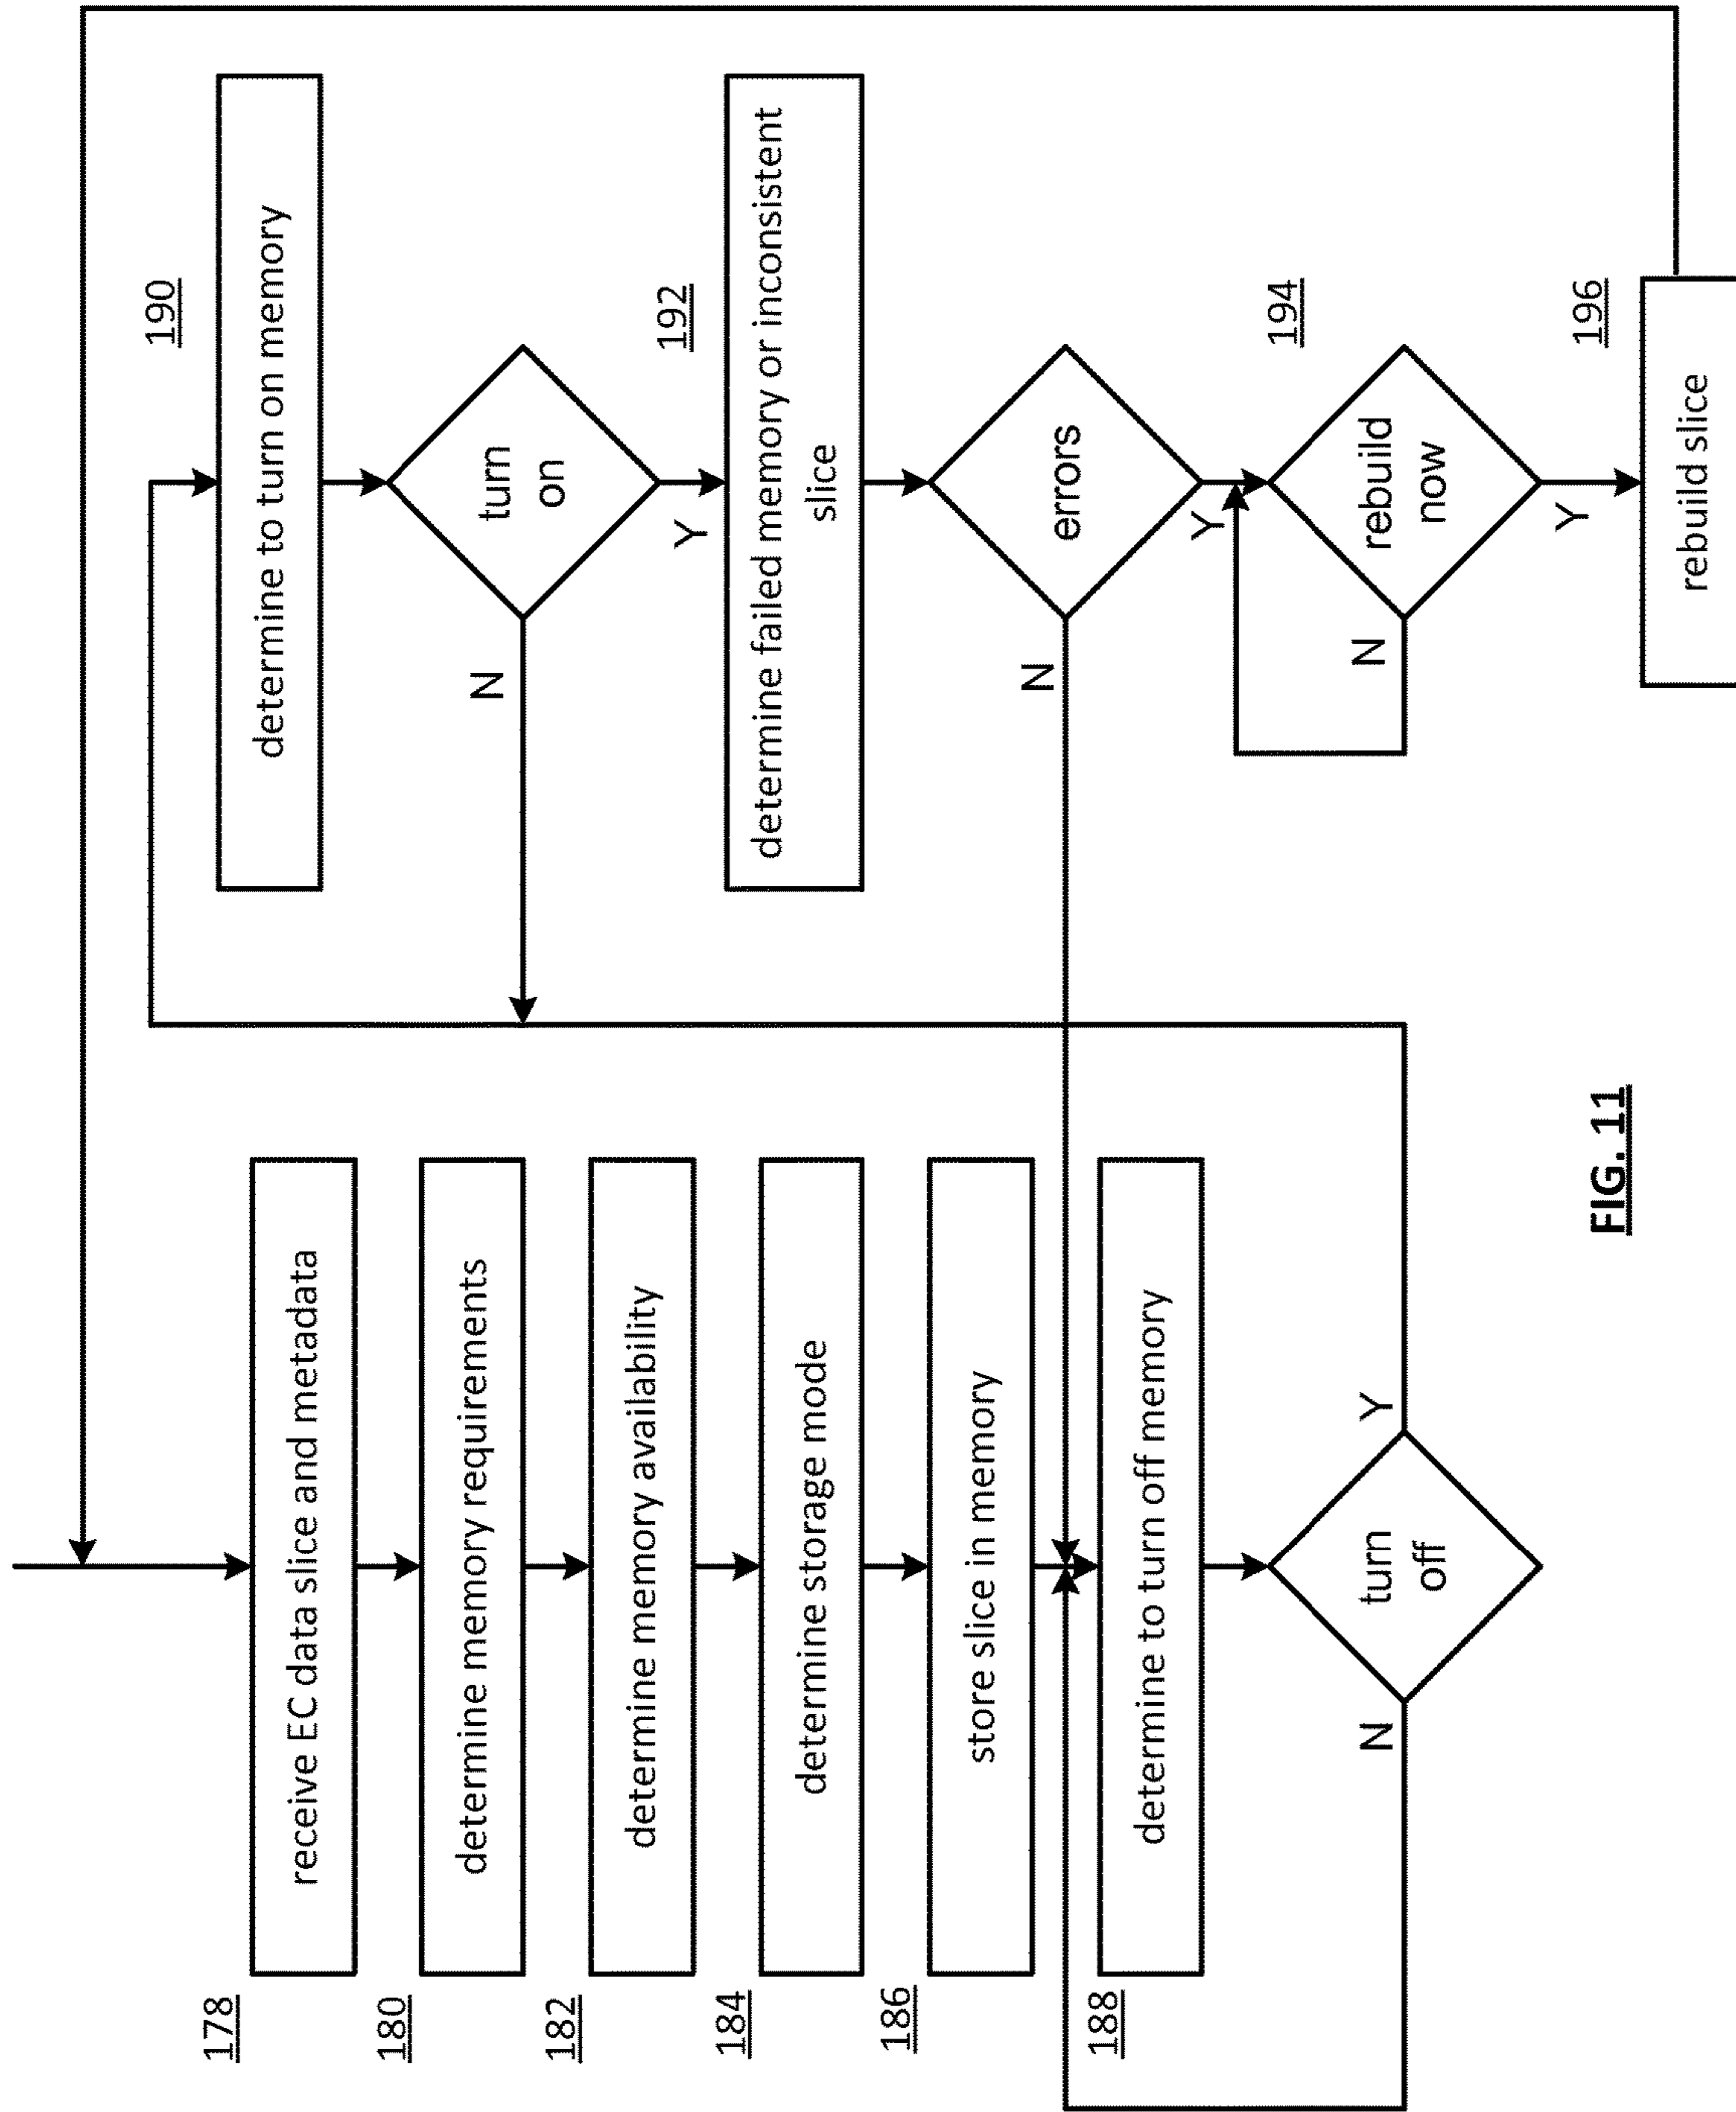 178
receive EC data slice and metadata
180
determine memory requirements
182
determine memory availability
184
determine storage mode
186
store slice in memory
188
determine to turn off memory
turn
off
N
Y
190
determine to turn on memory
turn
on
N
Y
192
determine failed memory or inconsistent
slice
errors
N
Y
194
rebuild
now
N
Y
196
rebuild slice
FIG. 11